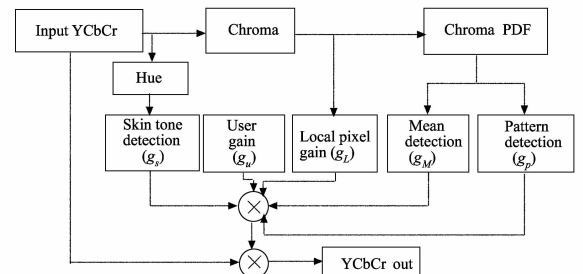 Input YCbCr
Chroma
Chroma PDF
Hue
Skin tone
detection
(gs)
User
gain
(gu)
Local pixel
gain (gL)
Mean
detection
(gM)
Pattern
detection
(gp)
×
×
YCbCr out